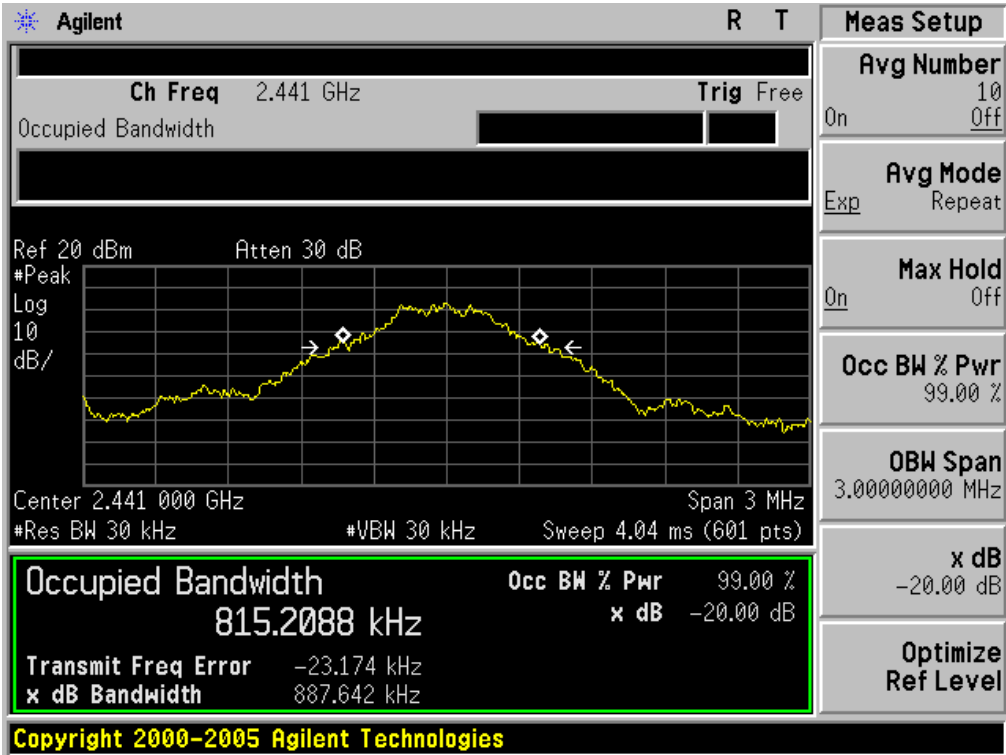 Agilent R T
Ch Freq 2.441 GHz Trig Free
Occupied Bandwidth
Ref 20 dBm Atten 30 dB
#Peak
Log
10
dB/
Center 2.441 000 GHz Span 3 MHz
#Res BW 30 kHz #VBW 30 kHz Sweep 4.04 ms (601 pts)
Occupied Bandwidth Occ BW % Pwr 99.00 %
815.2088 kHz x dB -20.00 dB
Transmit Freq Error -23.174 kHz
x dB Bandwidth 887.642 kHz
Copyright 2000-2005 Agilent Technologies
Meas Setup
Avg Number
10
On Off
Avg Mode
Exp Repeat
Max Hold
On Off
Occ BW % Pwr
99.00 %
OBW Span
3.00000000 MHz
x dB
-20.00 dB
Optimize
Ref Level